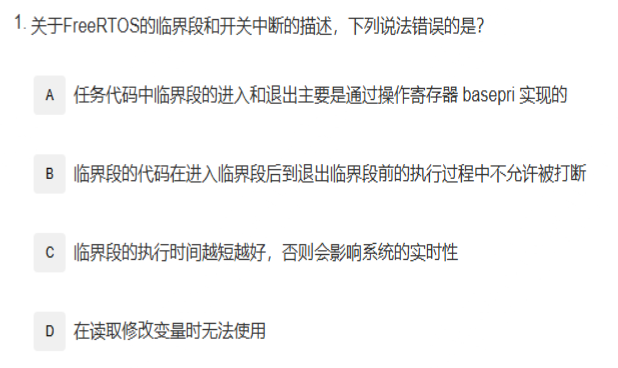 1. 关于FreeRTOS的临界段和开关中断的描述，下列说法错误的是?
A 任务代码中临界段的进入和退出主要是通过操作寄存器 basepri 实现的
B 临界段的代码在进入临界段后到退出临界段前的执行过程中不允许被打断
C 临界段的执行时间越短越好，否则会影响系统的实时性
D 在读取修改变量时无法使用